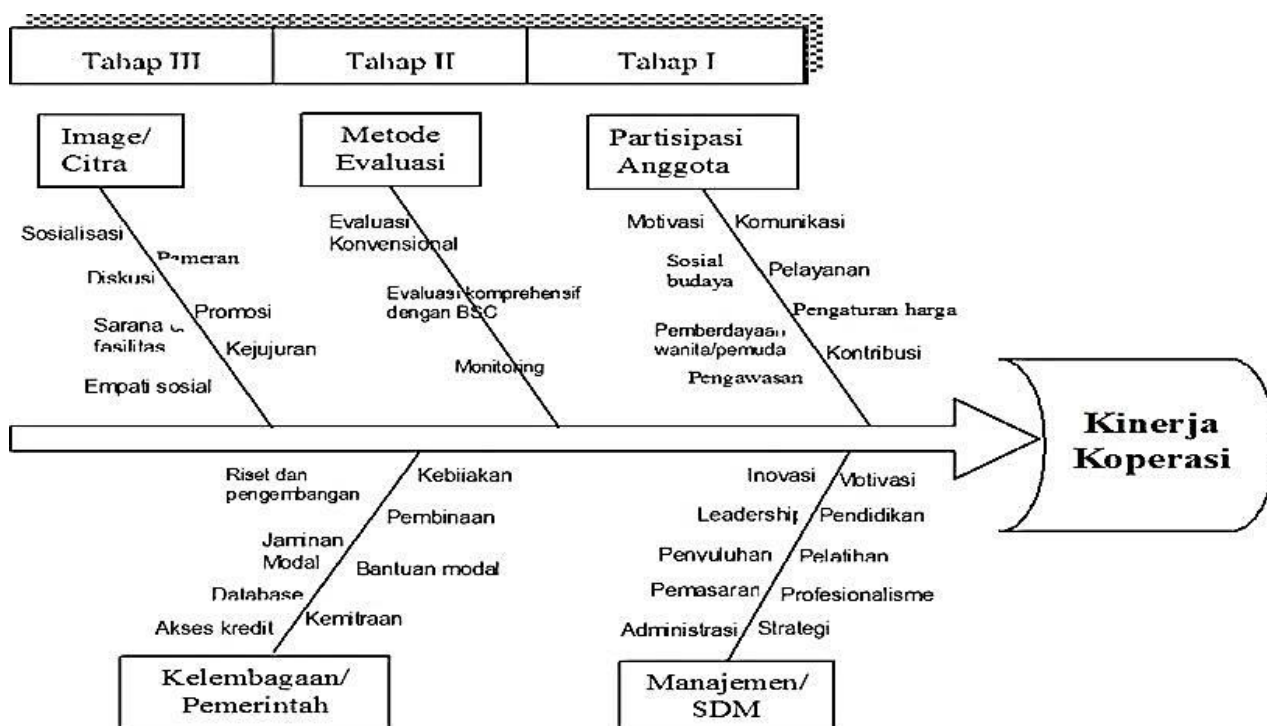 Tahap III
Tahap II
Tahap I
Image/
Citra
Metode
Evaluasi
Partisipasi
Anggota
Sosialisasi
Pameran
Diskusi
Promosi
Sarana &
fasilitas
Kejujuran
Empati sosial
Evaluasi
Konvensional
Evaluasi komprehensif
dengan BSC
Monitoring
Motivasi
Komunikasi
Sosial
budaya
Pelayanan
Pengaturan harga
Pemberdayaan
wanita/pemuda
Kontribusi
Pengawasan
Kinerja
Koperasi
Riset dan
pengembangan
Kebijakan
Pembinaan
Jaminan
Modal
Bantuan modal
Database
Kemitraan
Akses kredit
Kelembagaan/
Pemerintah
Inovasi
Motivasi
Leadership
Pendidikan
Penyuluhan
Pelatihan
Pemasaran
Profesionalisme
Administrasi
Strategi
Manajemen/
SDM